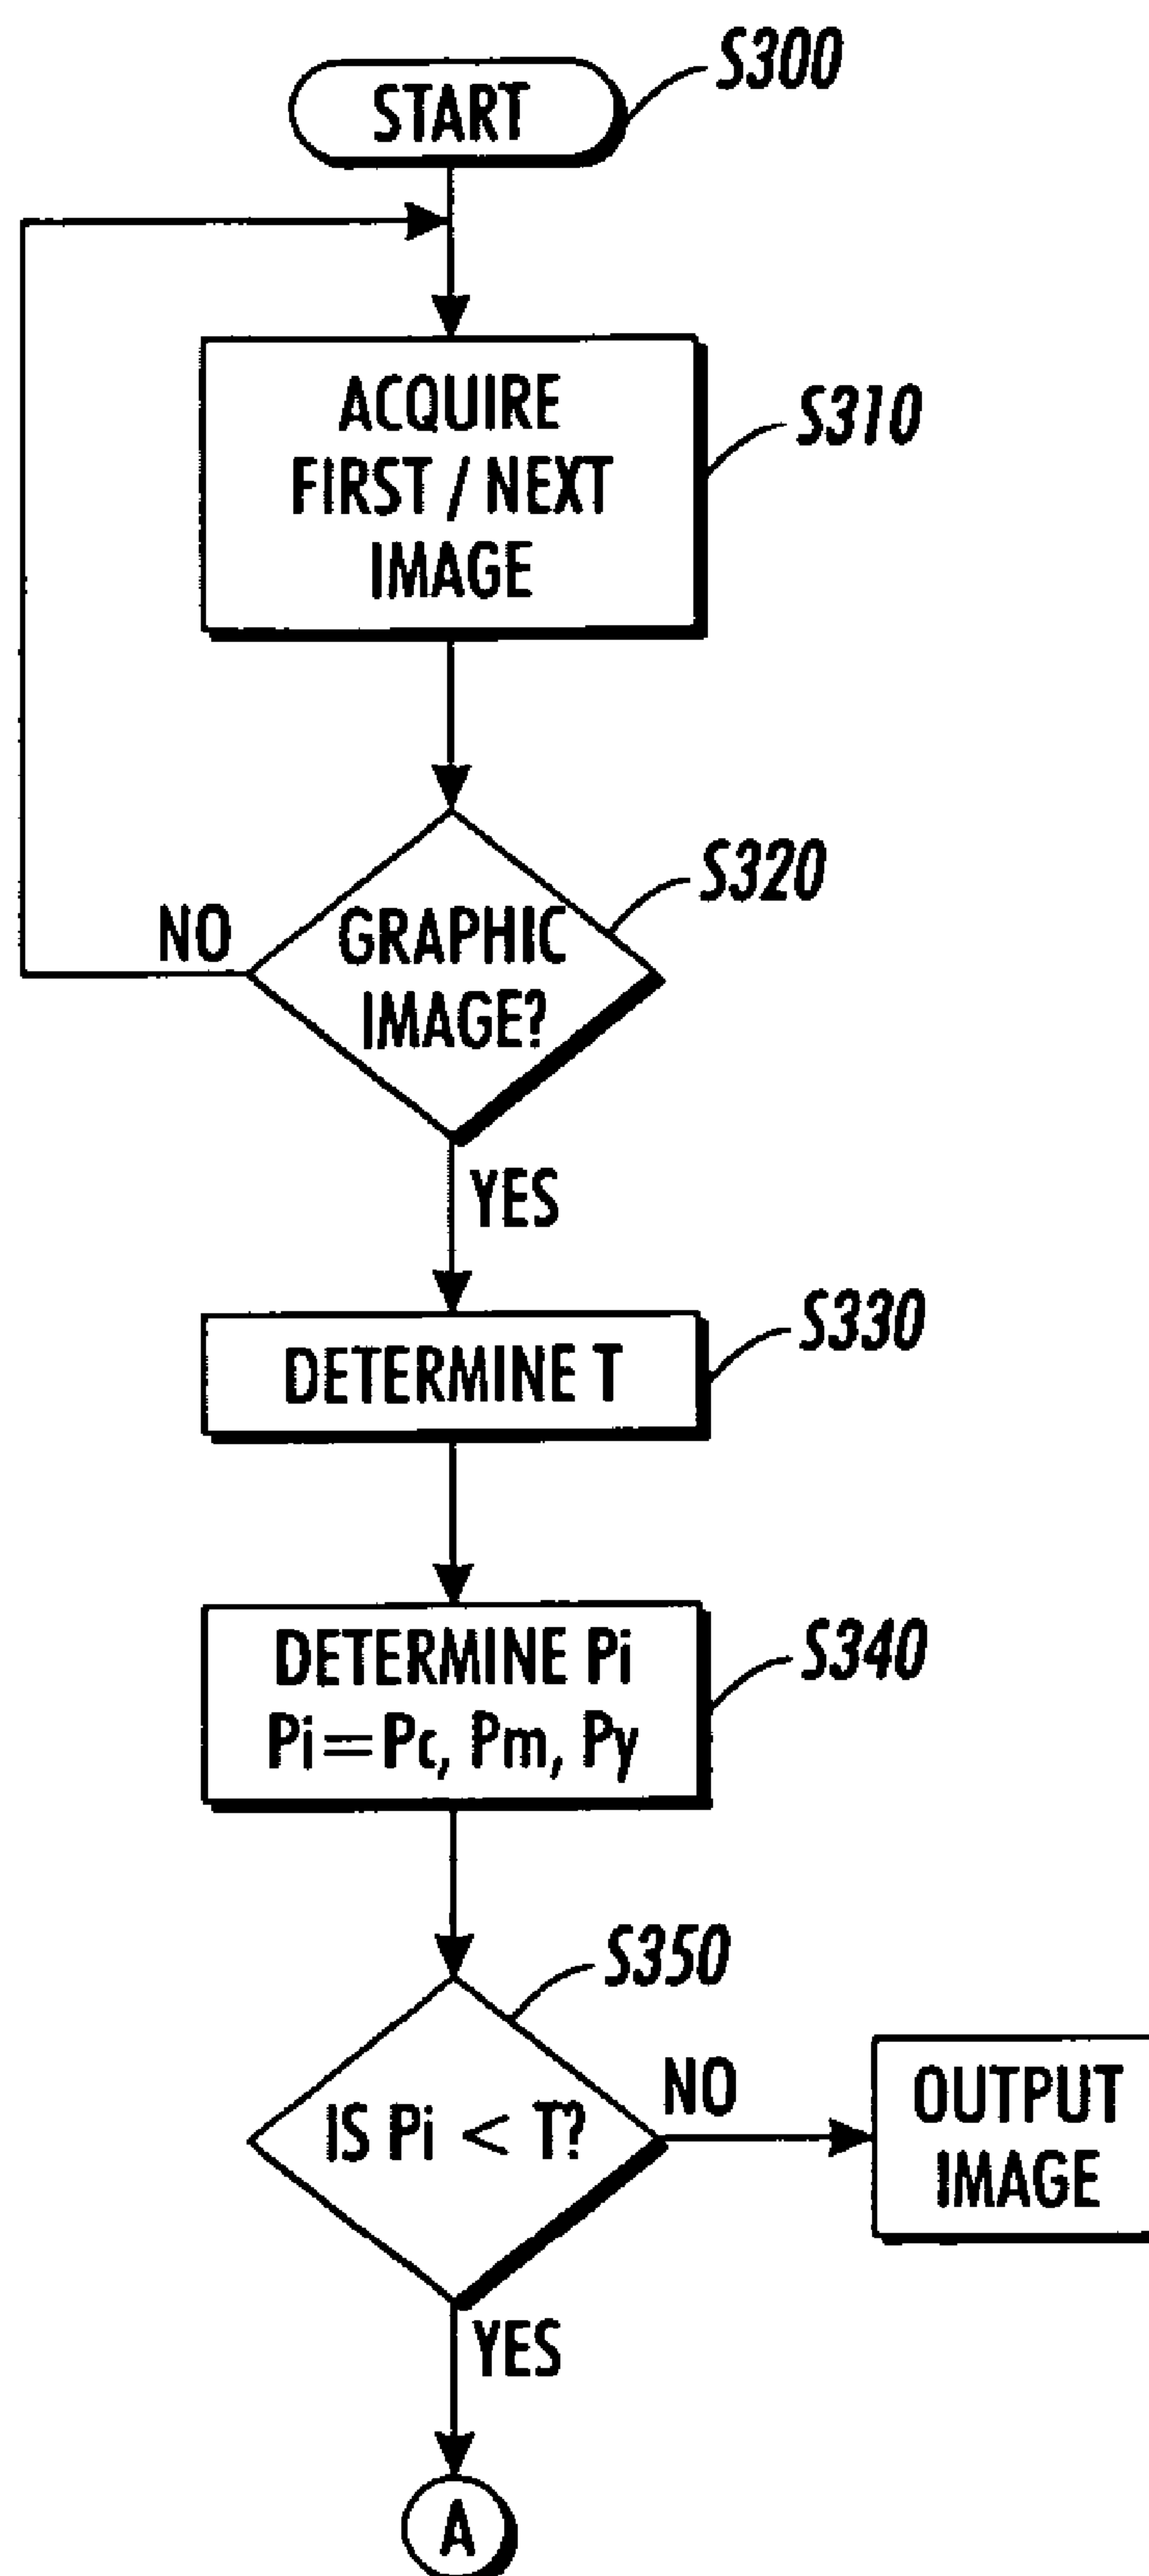 START
S300
ACQUIRE
FIRST / NEXT
IMAGE
S310
GRAPHIC
IMAGE?
S320
NO
YES
DETERMINE T
S330
DETERMINE Pi
Pi=Pc, Pm, Py
S340
IS Pi < T?
S350
NO
OUTPUT
IMAGE
YES
A